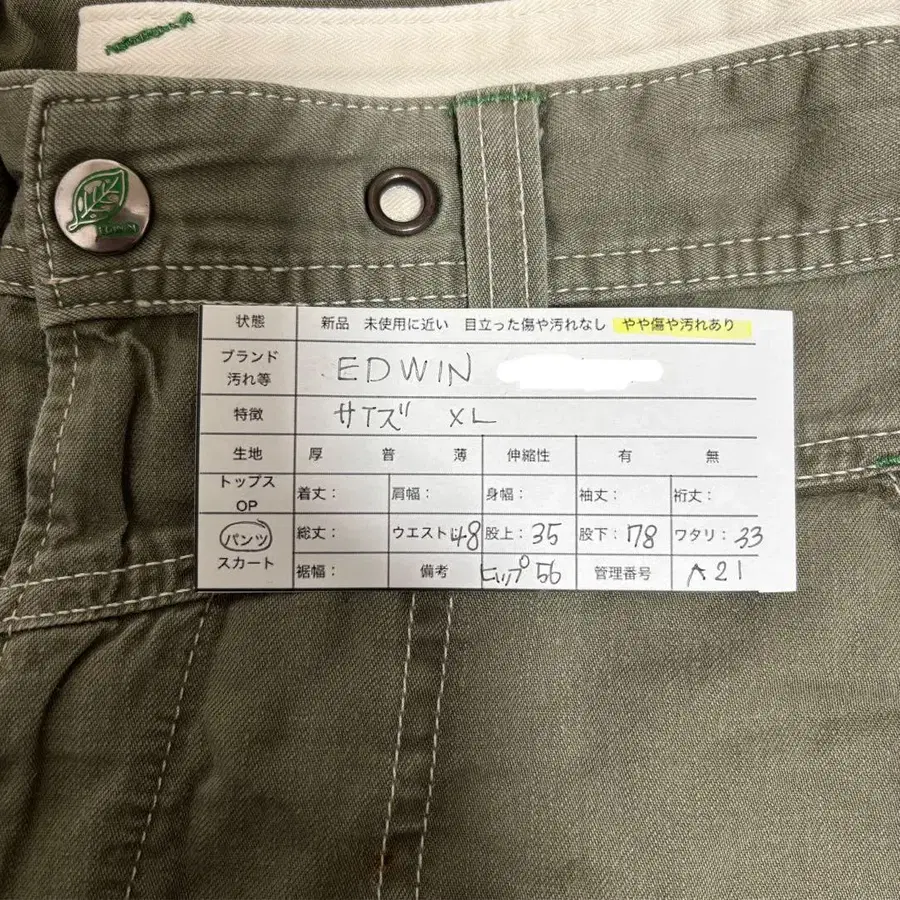 EDWIN
状態 新品 未使用に近い 目立った傷や汚れなし やや傷や汚れあり
ブランド 汚れ等 EDWIN
特徴 サイズ XL
生地 厚 普 薄 伸縮性 有 無
トップス OP 着丈: 肩幅: 身幅: 袖丈: 裄丈:
パンツ 総丈: ウエスト: 48 股上: 35 股下: 78 ワタリ: 33
スカート 裾幅: 備考 ヒップ 56 管理番号 A21